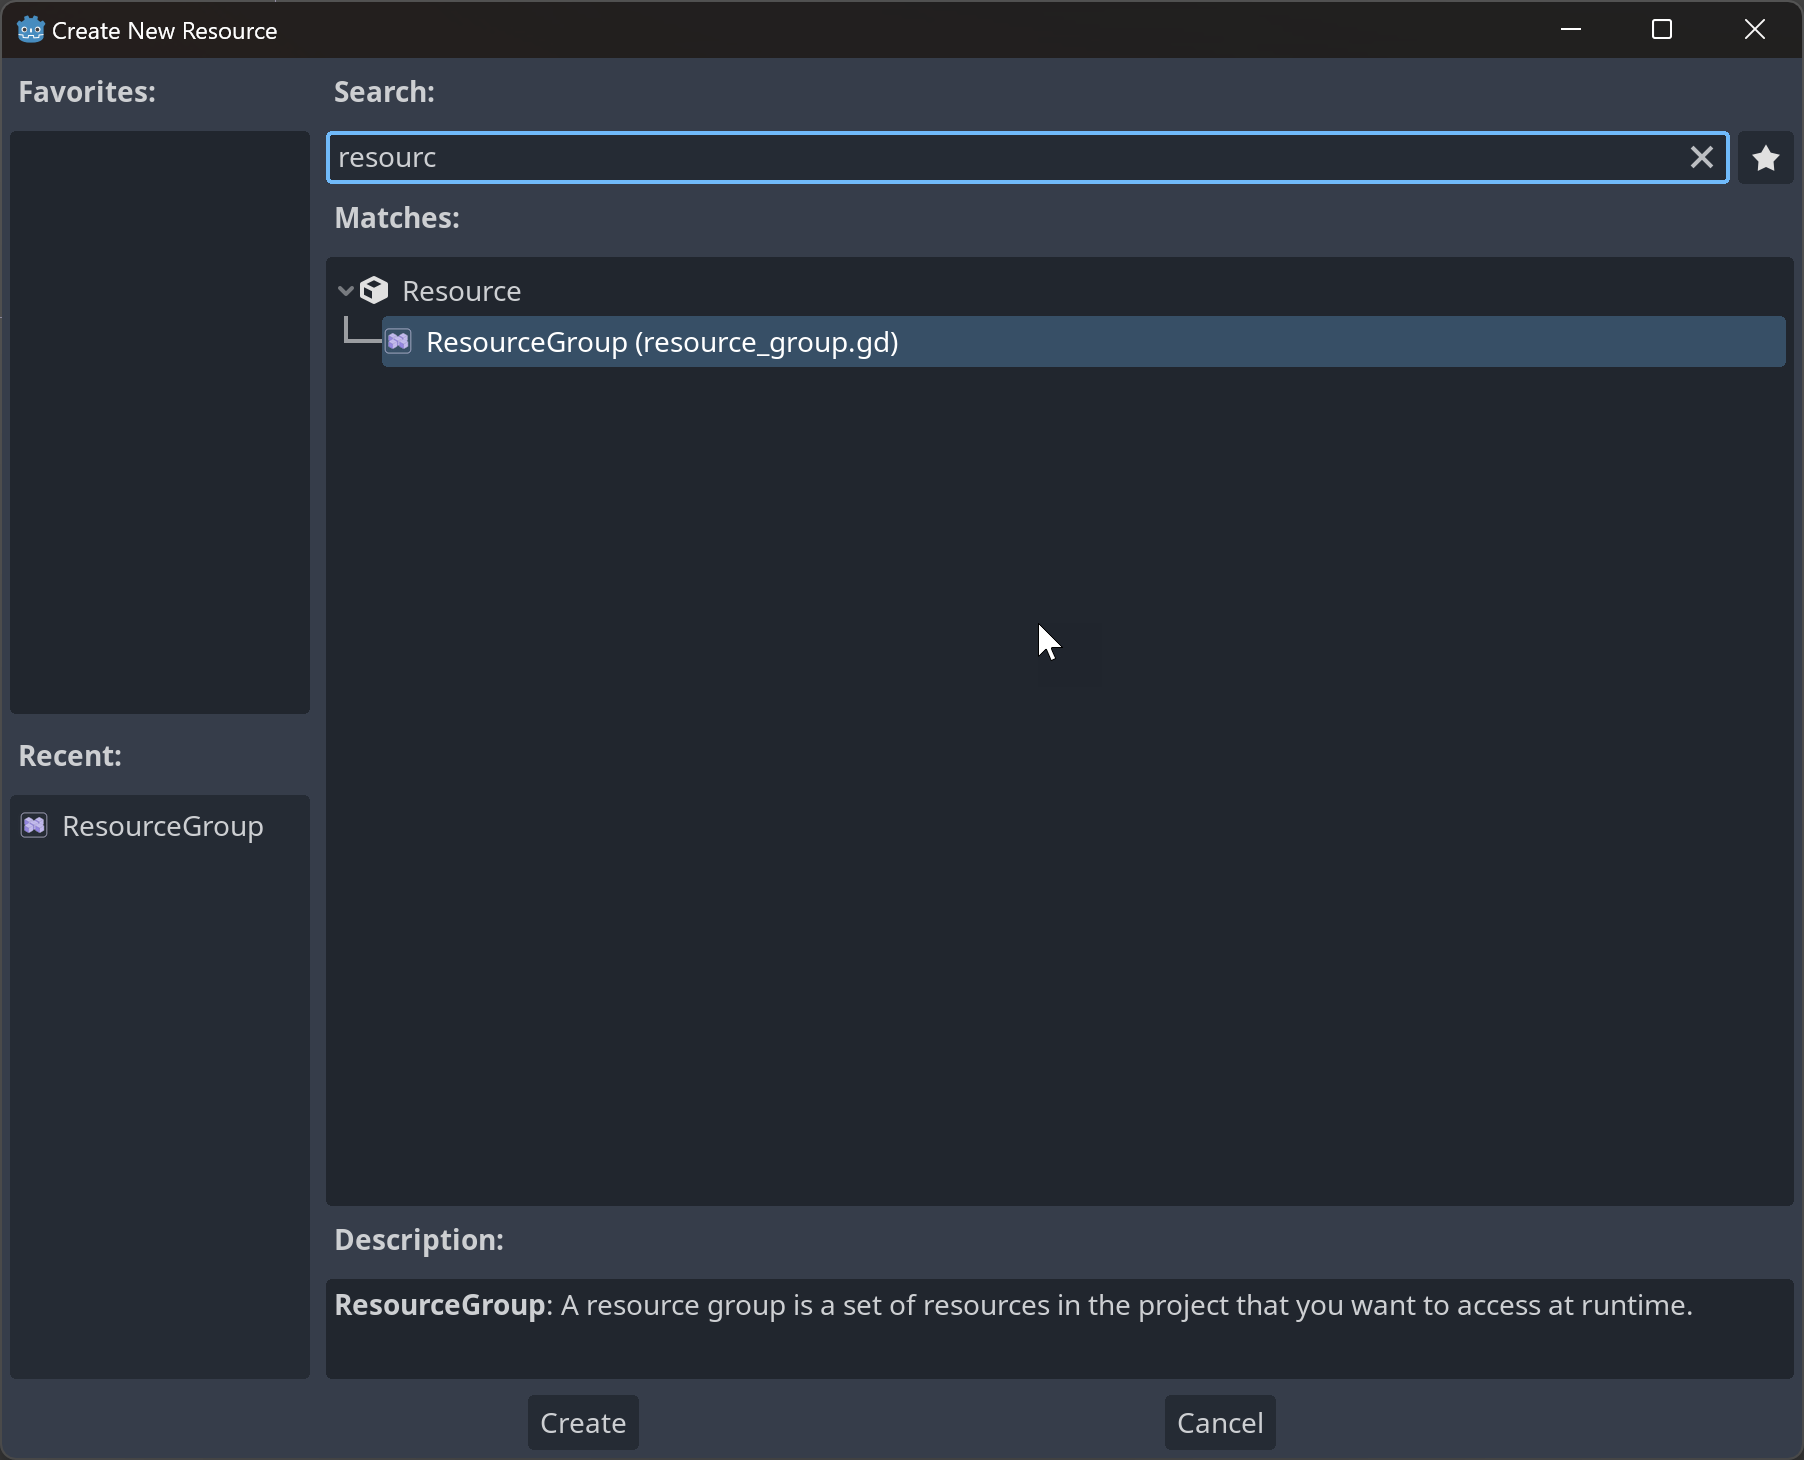 Create New Resource
Favorites:
Search:
resourc
Matches:
Resource
ResourceGroup (resource_group.gd)
Recent:
ResourceGroup
Description:
ResourceGroup: A resource group is a set of resources in the project that you want to access at runtime.
Create
Cancel